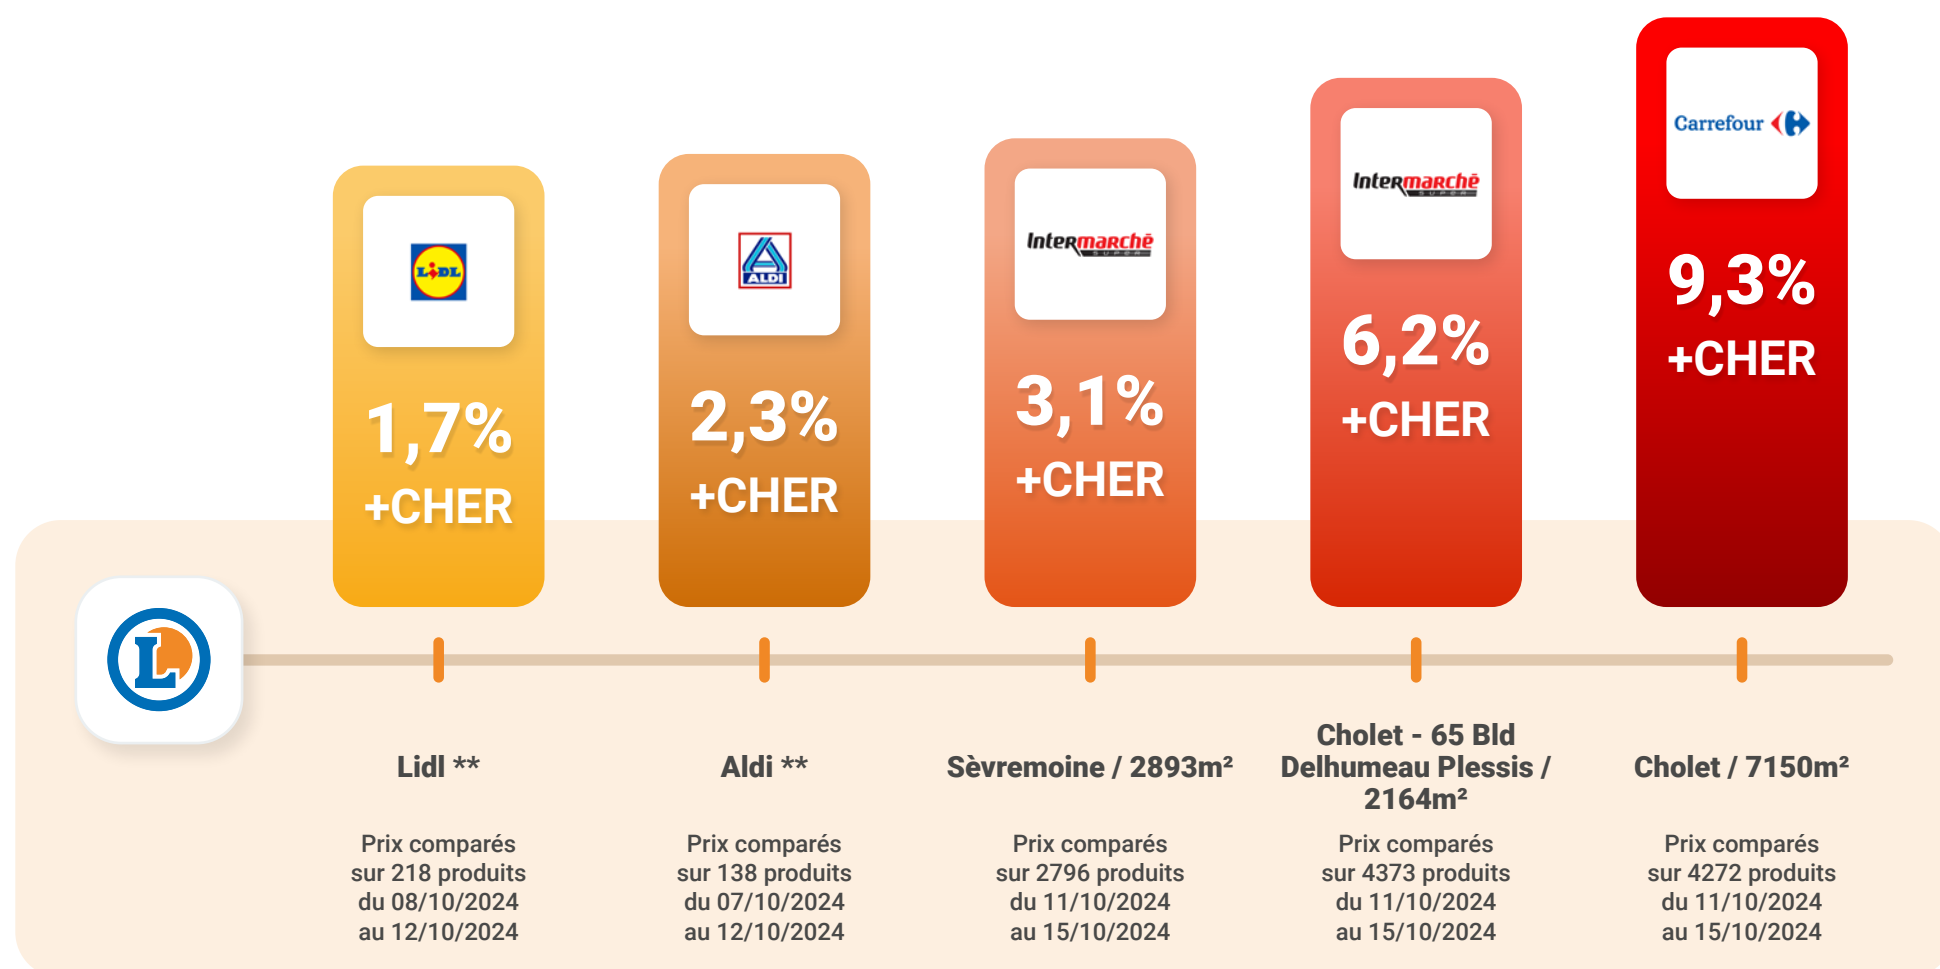 LIDL
1,7%
+CHER
ALDI
2,3%
+CHER
Intermarchē
SUPER
3,1%
+CHER
Intermarchē
SUPER
6,2%
+CHER
Carrefour
9,3%
+CHER
L
Lidl **
Prix comparés
sur 218 produits
du 08/10/2024
au 12/10/2024
Aldi **
Prix comparés
sur 138 produits
du 07/10/2024
au 12/10/2024
Sèvremoine / 2893m²
Prix comparés
sur 2796 produits
du 11/10/2024
au 15/10/2024
Cholet - 65 Bld
Delhumeau Plessis /
2164m²
Prix comparés
sur 4373 produits
du 11/10/2024
au 15/10/2024
Cholet / 7150m²
Prix comparés
sur 4272 produits
du 11/10/2024
au 15/10/2024